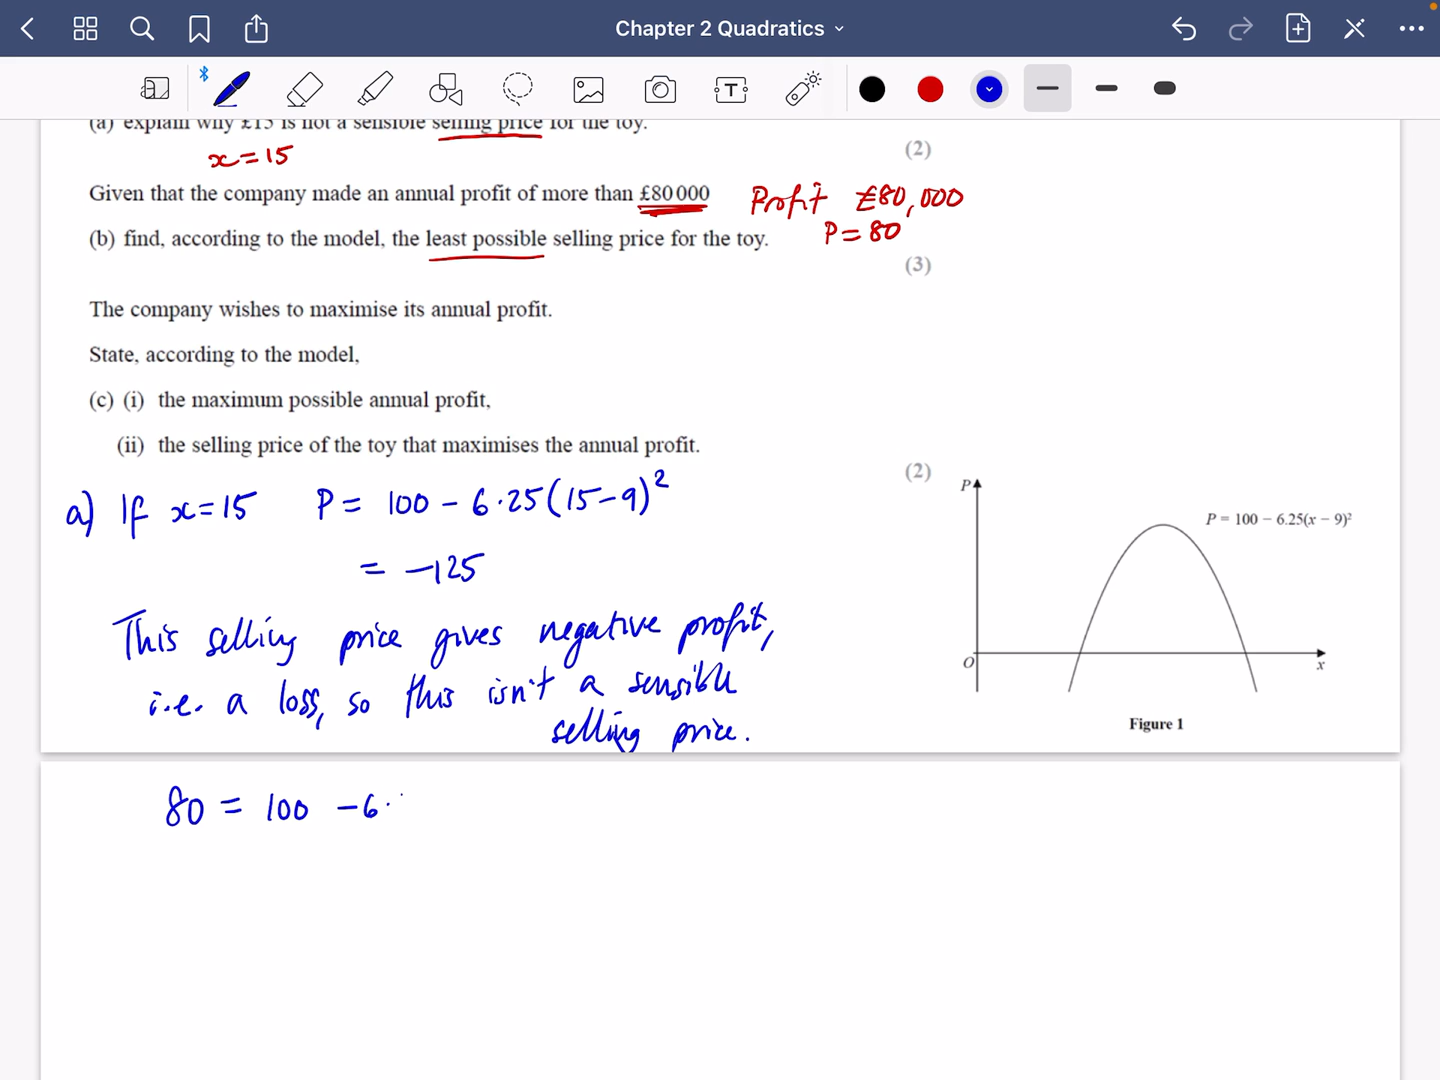 Chapter 2 Quadratics
(a) explain why £15 is not a sensible selling price for the toy.
x = 15
(2)
Given that the company made an annual profit of more than £80 000
Profit £80,000
P = 80
(b) find, according to the model, the least possible selling price for the toy.
(3)
The company wishes to maximise its annual profit.
State, according to the model,
(c) (i) the maximum possible annual profit,
(ii) the selling price of the toy that maximises the annual profit.
(2)
a) If x = 15 P = 100 - 6.25(15-9)²
= -125
This selling price gives negative profit,
i.e. a loss, so this isn't a sensible
selling price.
P
P = 100 − 6.25(x − 9)²
O
x
Figure 1
80 = 100 - 6.